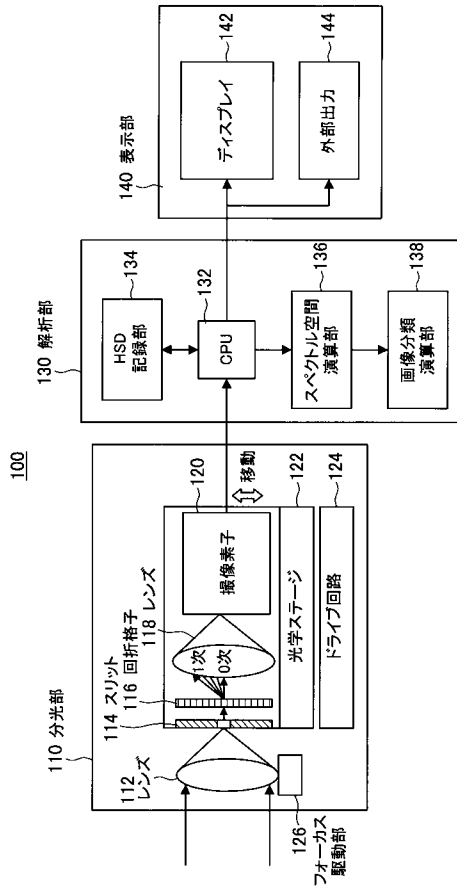 100
110 分光部
112
レンズ
114 スリット
116 回折格子
118 レンズ
1次
0次
120
撮像素子
移動
122
光学ステージ
124
ドライブ回路
126
フォーカス
駆動部
130 解析部
134
HSD
記録部
132
CPU
136
スペクトル空間
演算部
138
画像分類
演算部
140 表示部
142
ディスプレイ
144
外部出力